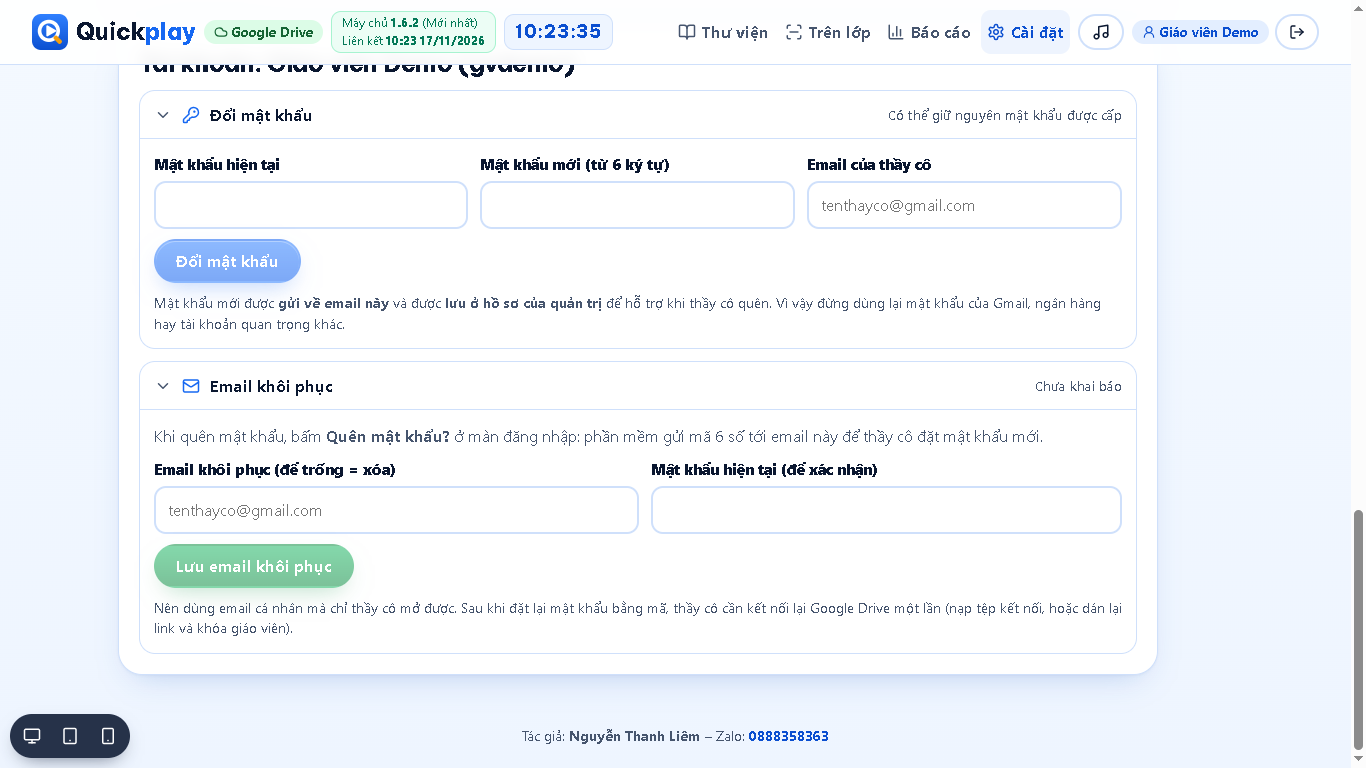 Quickplay
Google Drive
Máy chủ 1.6.2 (Mới nhất)
Liên kết 10:23 17/11/2026
10:23:35
Thư viện
Trên lớp
Báo cáo
Cài đặt
Giáo viên Demo
Tài khoản: Giáo viên Demo (gvdemo)
Đổi mật khẩu
Có thể giữ nguyên mật khẩu được cấp
Mật khẩu hiện tại
Mật khẩu mới (từ 6 ký tự)
Email của thầy cô
tenthayco@gmail.com
Đổi mật khẩu
Mật khẩu mới được gửi về email này và được lưu ở hồ sơ của quản trị để hỗ trợ khi thầy cô quên. Vì vậy đừng dùng lại mật khẩu của Gmail, ngân hàng
hay tài khoản quan trọng khác.
Email khôi phục
Chưa khai báo
Khi quên mật khẩu, bấm Quên mật khẩu? ở màn đăng nhập: phần mềm gửi mã 6 số tới email này để thầy cô đặt mật khẩu mới.
Email khôi phục (để trống = xóa)
Mật khẩu hiện tại (để xác nhận)
tenthayco@gmail.com
Lưu email khôi phục
Nên dùng email cá nhân mà chỉ thầy cô mở được. Sau khi đặt lại mật khẩu bằng mã, thầy cô cần kết nối lại Google Drive một lần (nạp tệp kết nối, hoặc dán lại
link và khóa giáo viên).
Tác giả: Nguyễn Thanh Liêm – Zalo: 0888358363